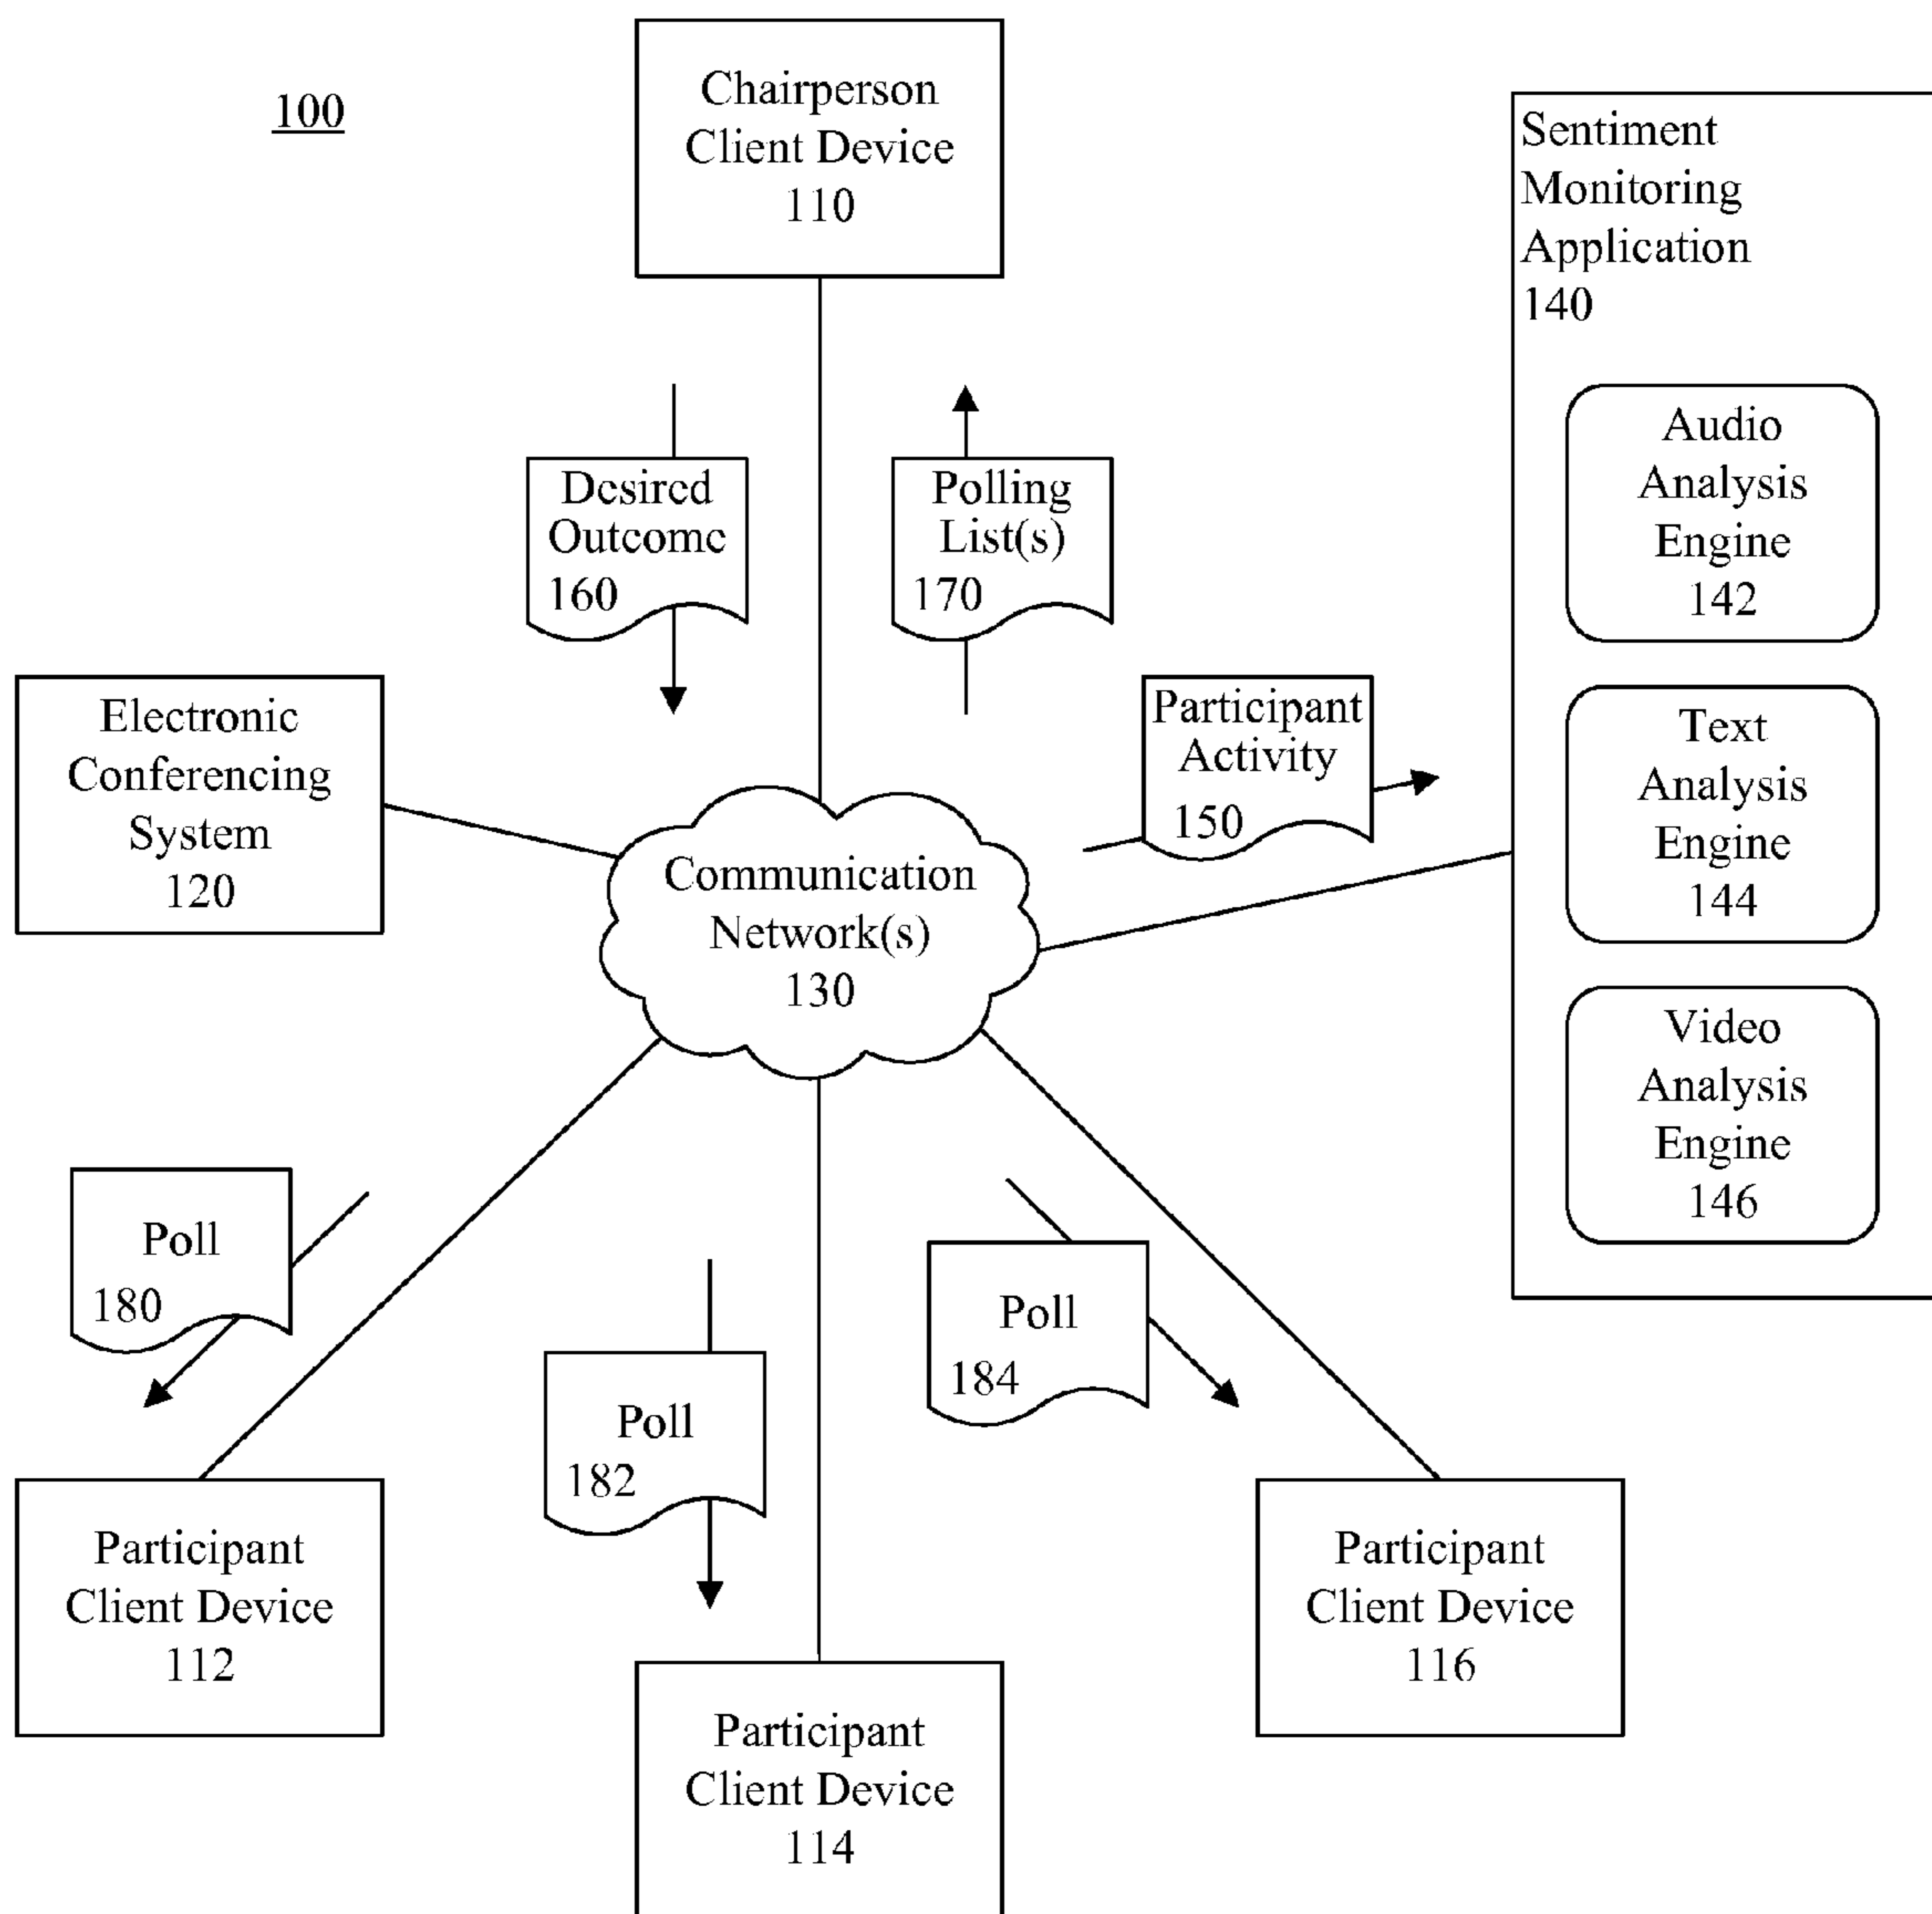 100
Chairperson
Client Device
110
Sentiment
Monitoring
Application
140
Audio
Analysis
Engine
142
Text
Analysis
Engine
144
Video
Analysis
Engine
146
Desired
Outcome
160
Polling
List(s)
170
Participant
Activity
150
Electronic
Conferencing
System
120
Communication
Network(s)
130
Poll
180
Poll
182
Poll
184
Participant
Client Device
112
Participant
Client Device
114
Participant
Client Device
116